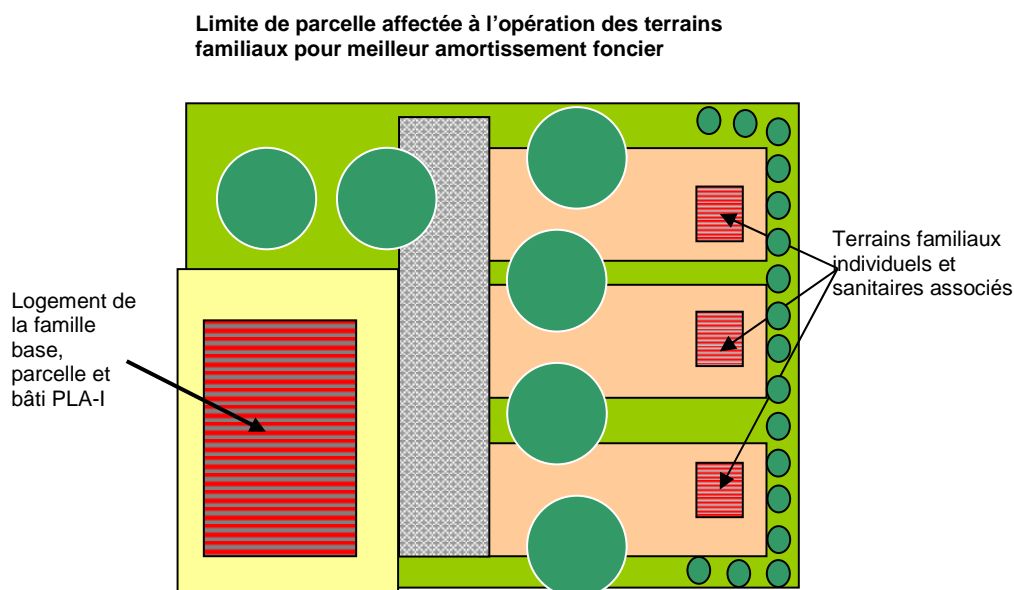 Limite de parcelle affectée à l’opération des terrains
familiaux pour meilleur amortissement foncier
Terrains familiaux
individuels et
sanitaires associés
Logement de
la famille
base,
parcelle et
bâti PLA-I